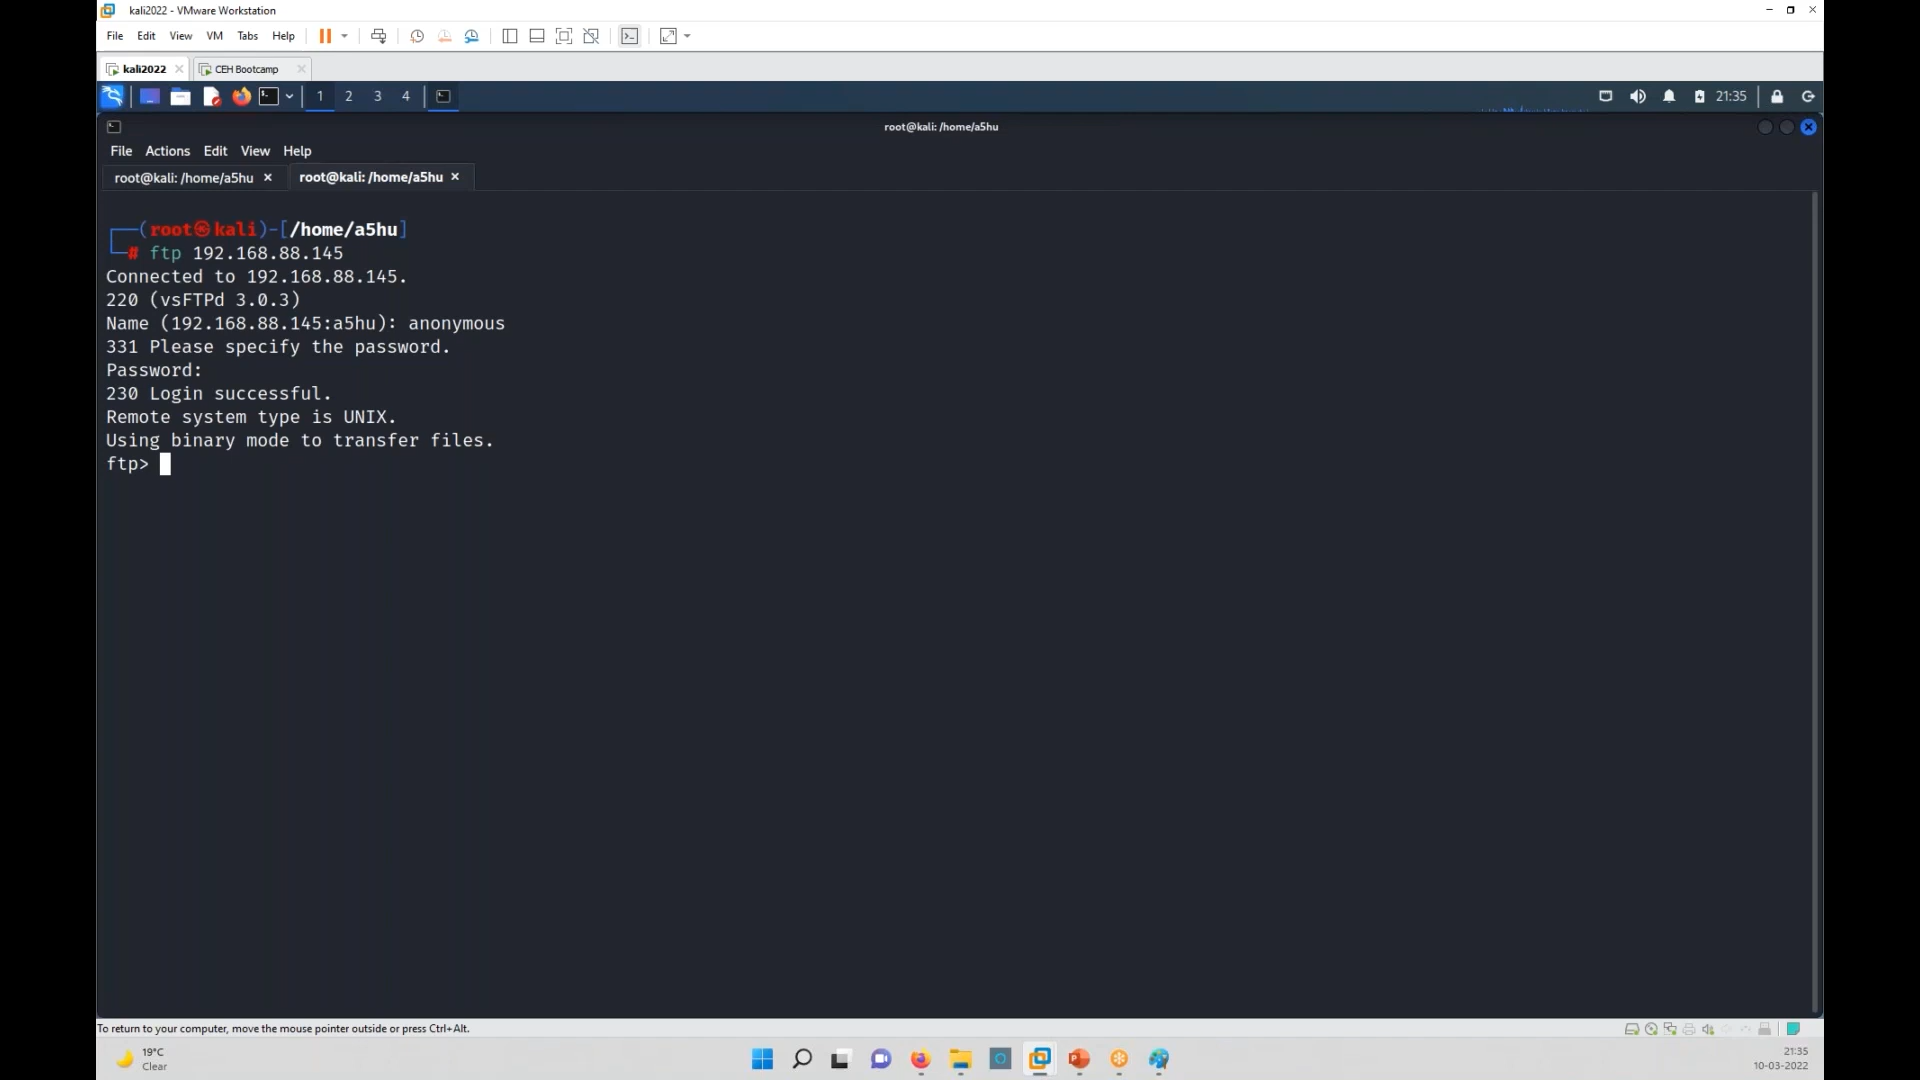 kali2022 - VMware Workstation
File Edit View VM Tabs Help
kali2022 CEH Bootcamp
1 2 3 4 21:35
root@kali: /home/a5hu
File Actions Edit View Help
root@kali: /home/a5hu root@kali: /home/a5hu
(root㉿kali)-[/home/a5hu]
# ftp 192.168.88.145
Connected to 192.168.88.145.
220 (vsFTPd 3.0.3)
Name (192.168.88.145:a5hu): anonymous
331 Please specify the password.
Password:
230 Login successful.
Remote system type is UNIX.
Using binary mode to transfer files.
ftp>
To return to your computer, move the mouse pointer outside or press Ctrl+Alt.
19°C
Clear
21:35
10-03-2022